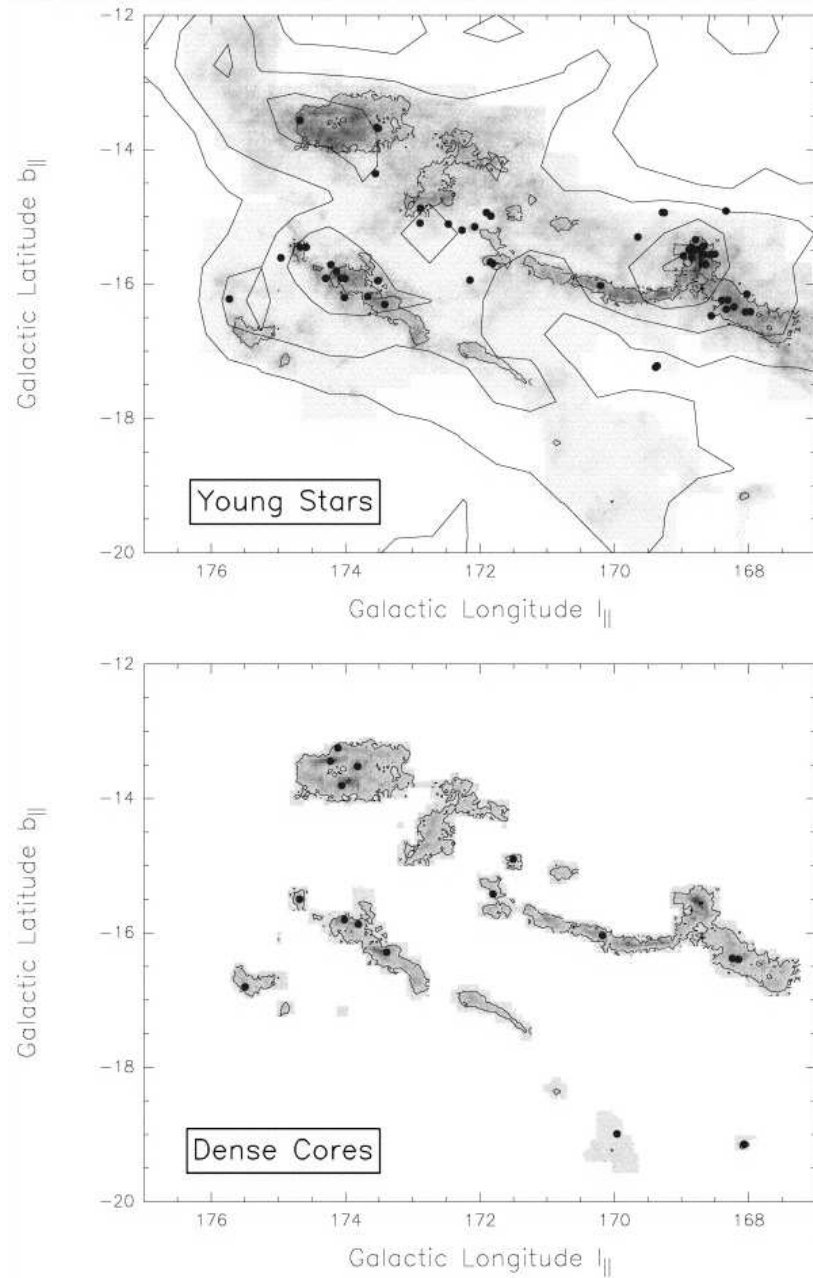 -12
-14
-16
-18
-20
Galactic Latitude b||
Young Stars
176 174 172 170 168
Galactic Longitude l||
-12
-14
-16
-18
-20
Galactic Latitude b||
Dense Cores
176 174 172 170 168
Galactic Longitude l||